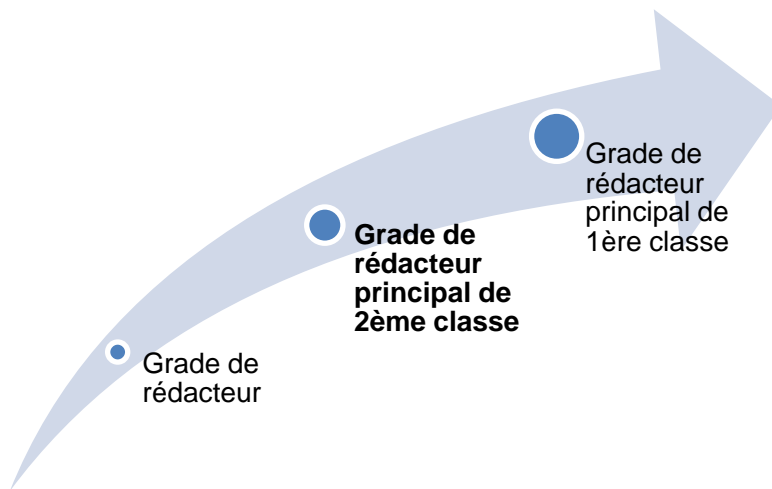 Grade de
rédacteur
Grade de
rédacteur
principal de
2ème classe
Grade de
rédacteur
principal de
1ère classe